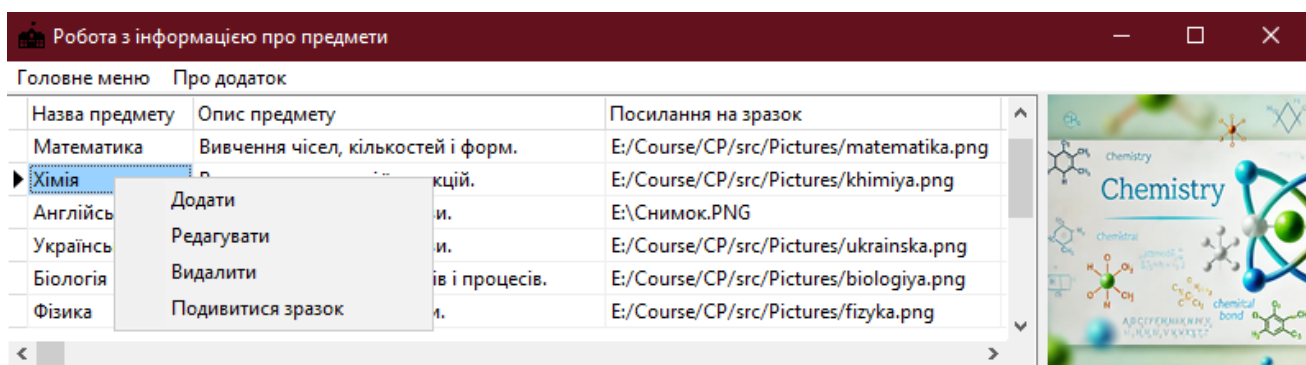 Робота з інформацією про предмети
Головне меню Про додаток
Назва предмету Опис предмету Посилання на зразок
Математика Вивчення чисел, кількостей і форм. E:/Course/CP/src/Pictures/matematika.png
Хімія кцій. E:/Course/CP/src/Pictures/khimiya.png
Англійсь ви. E:\Снимок.PNG
Українсь ви. E:/Course/CP/src/Pictures/ukrainska.png
Біологія ів і процесів. E:/Course/CP/src/Pictures/biologiya.png
Фізика E:/Course/CP/src/Pictures/fizyka.png
Додати
Редагувати
Видалити
Подивитися зразок
Chemistry
Chemistry
Chemistral
chemical
bond